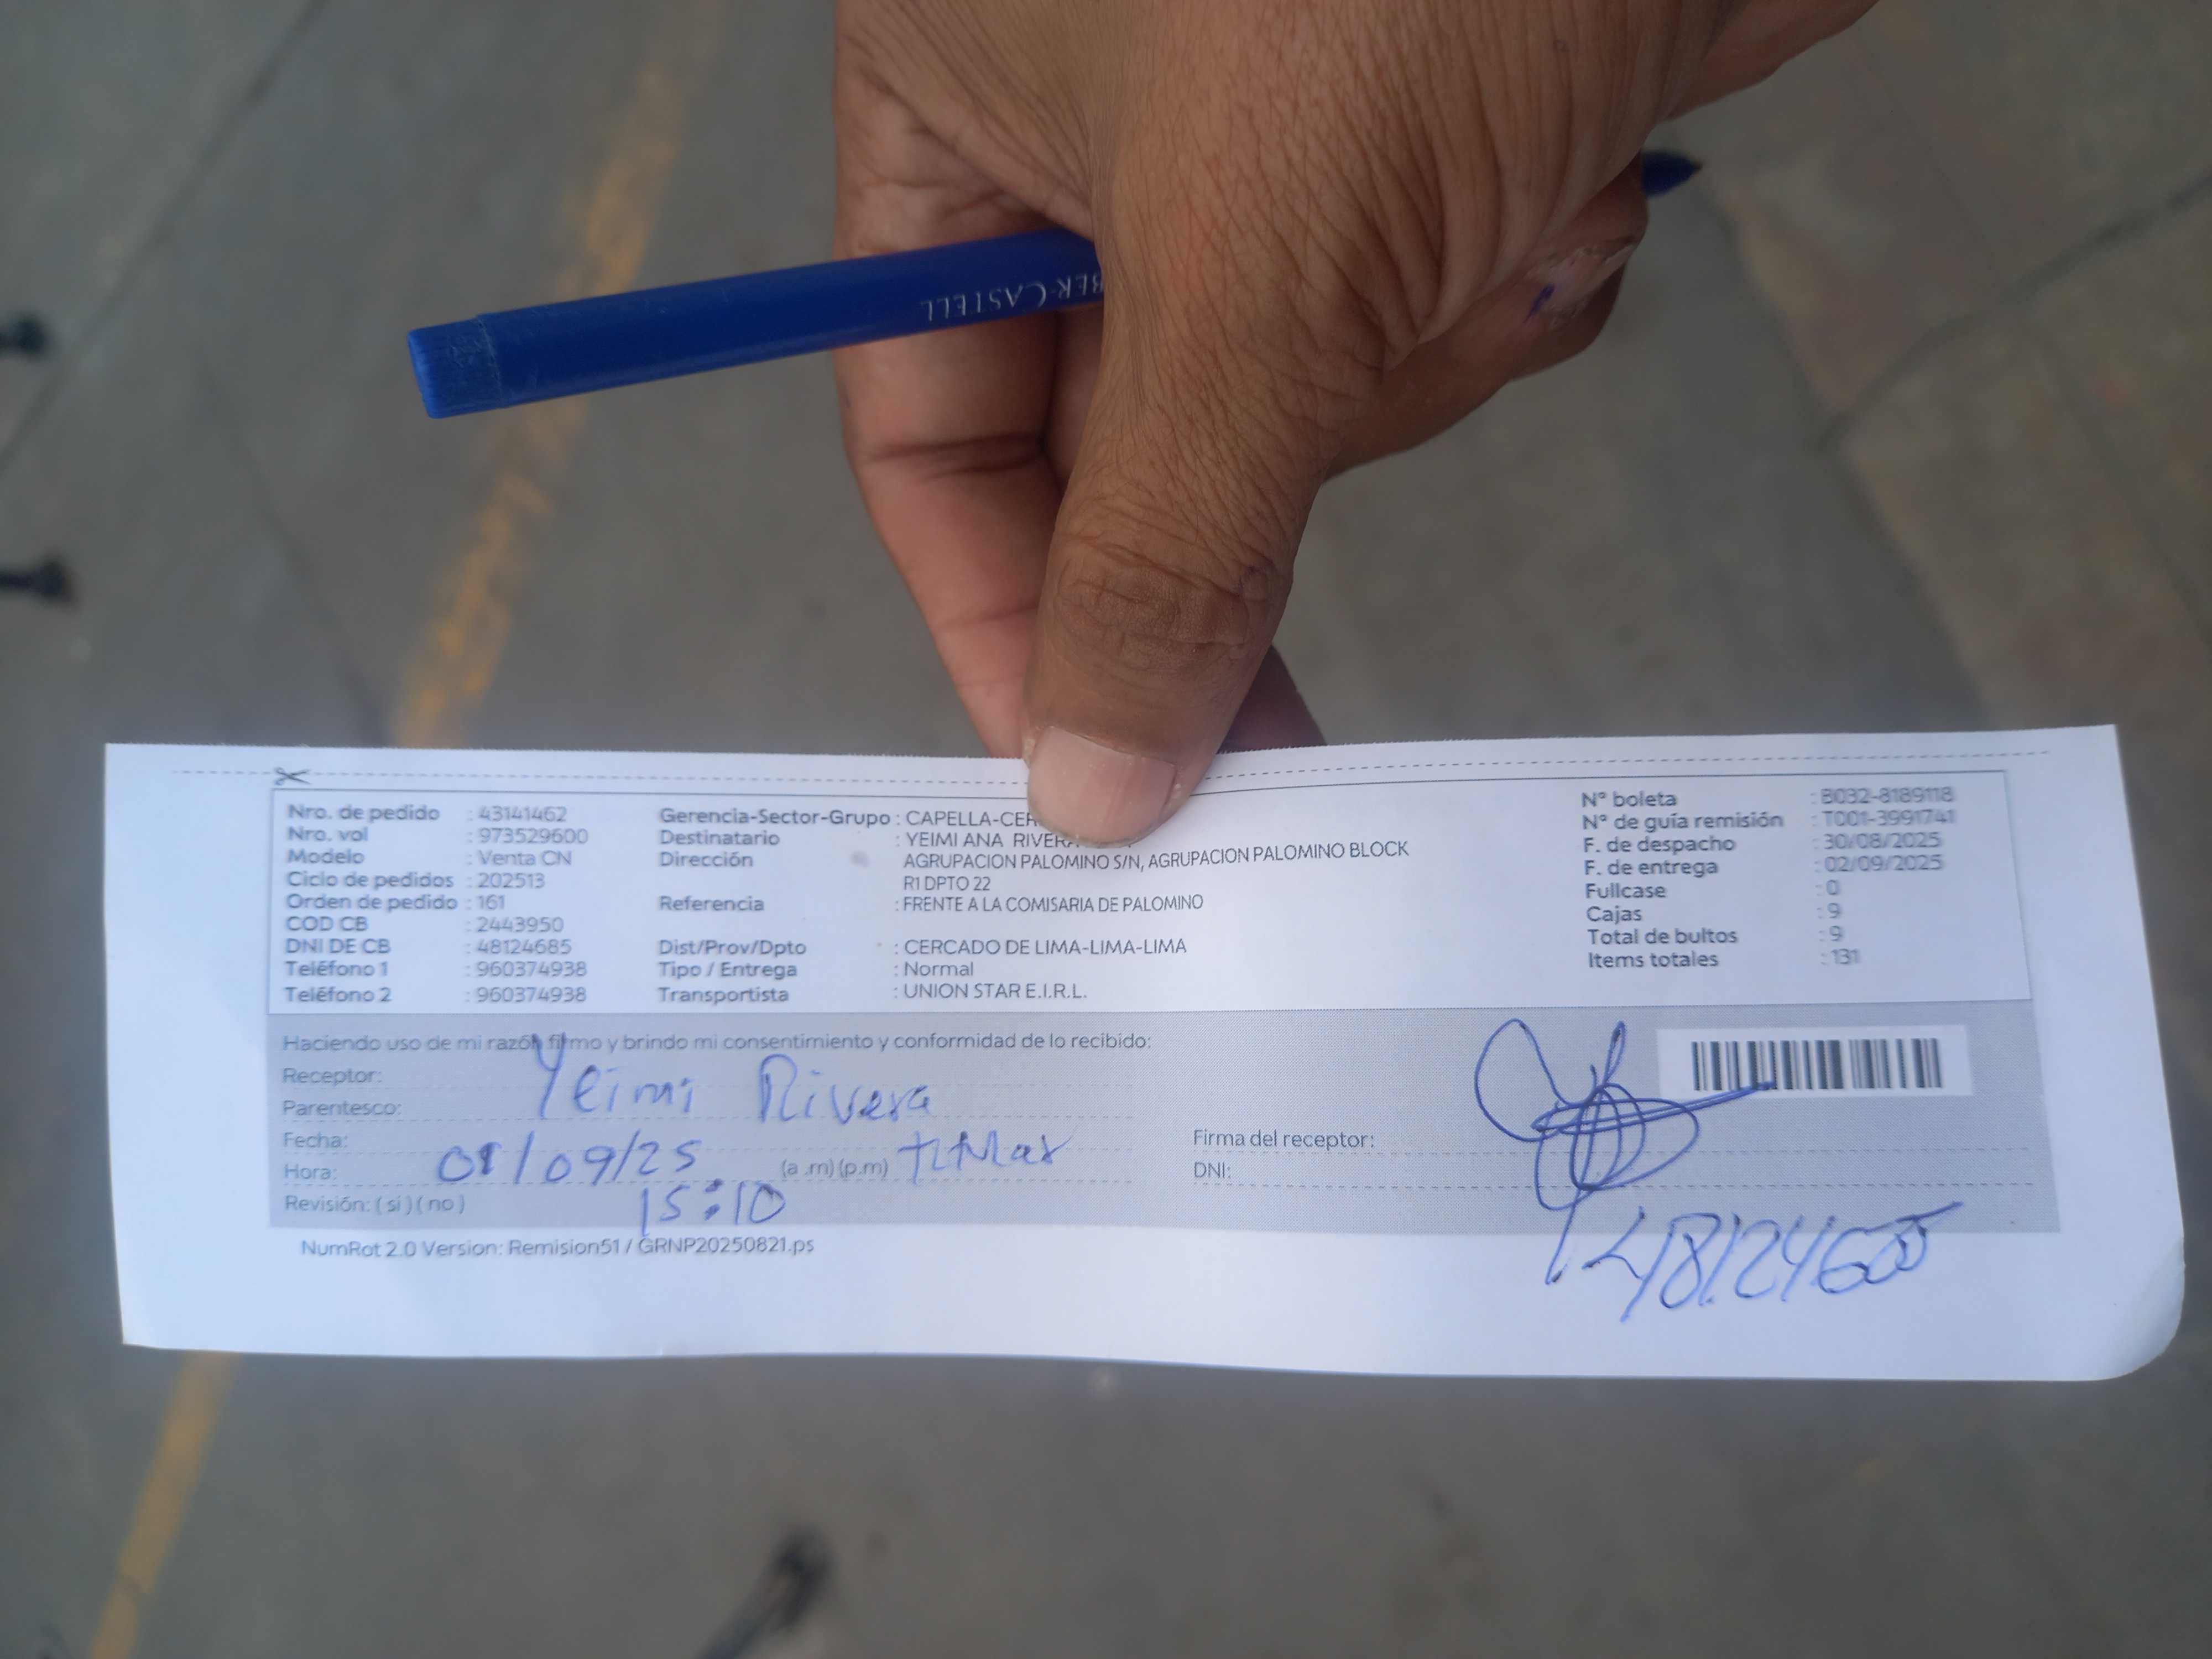 BER-CASTELL
Nro. de pedido : 43141462
Nro. vol : 973529600
Modelo : Venta CN
Ciclo de pedidos : 202513
Orden de pedido : 161
COD CB : 2443950
DNI DE CB : 48124685
Teléfono 1 : 960374938
Teléfono 2 : 960374938
Gerencia-Sector-Grupo : CAPELLA-CER
Destinatario : YEIMI ANA RIVERA
Dirección AGRUPACION PALOMINO S/N, AGRUPACION PALOMINO BLOCK
R1 DPTO 22
Referencia : FRENTE A LA COMISARIA DE PALOMINO
Dist/Prov/Dpto : CERCADO DE LIMA-LIMA-LIMA
Tipo / Entrega : Normal
Transportista : UNION STAR E.I.R.L.
N° boleta : B032-8189118
N° de guía remisión : T001-3991741
F. de despacho : 30/08/2025
F. de entrega : 02/09/2025
Fullcase : 0
Cajas : 9
Total de bultos : 9
Items totales : 131
Haciendo uso de mi razón firmo y brindo mi consentimiento y conformidad de lo recibido:
Receptor: Yeimi Rivera
Parentesco:
Fecha: 01/09/25
Hora: 15:10 (a .m) (p.m)
Revisión: ( si ) ( no )
Firma del receptor:
DNI:
NumRot 2.0 Version: Remision51 / GRNP20250821.ps